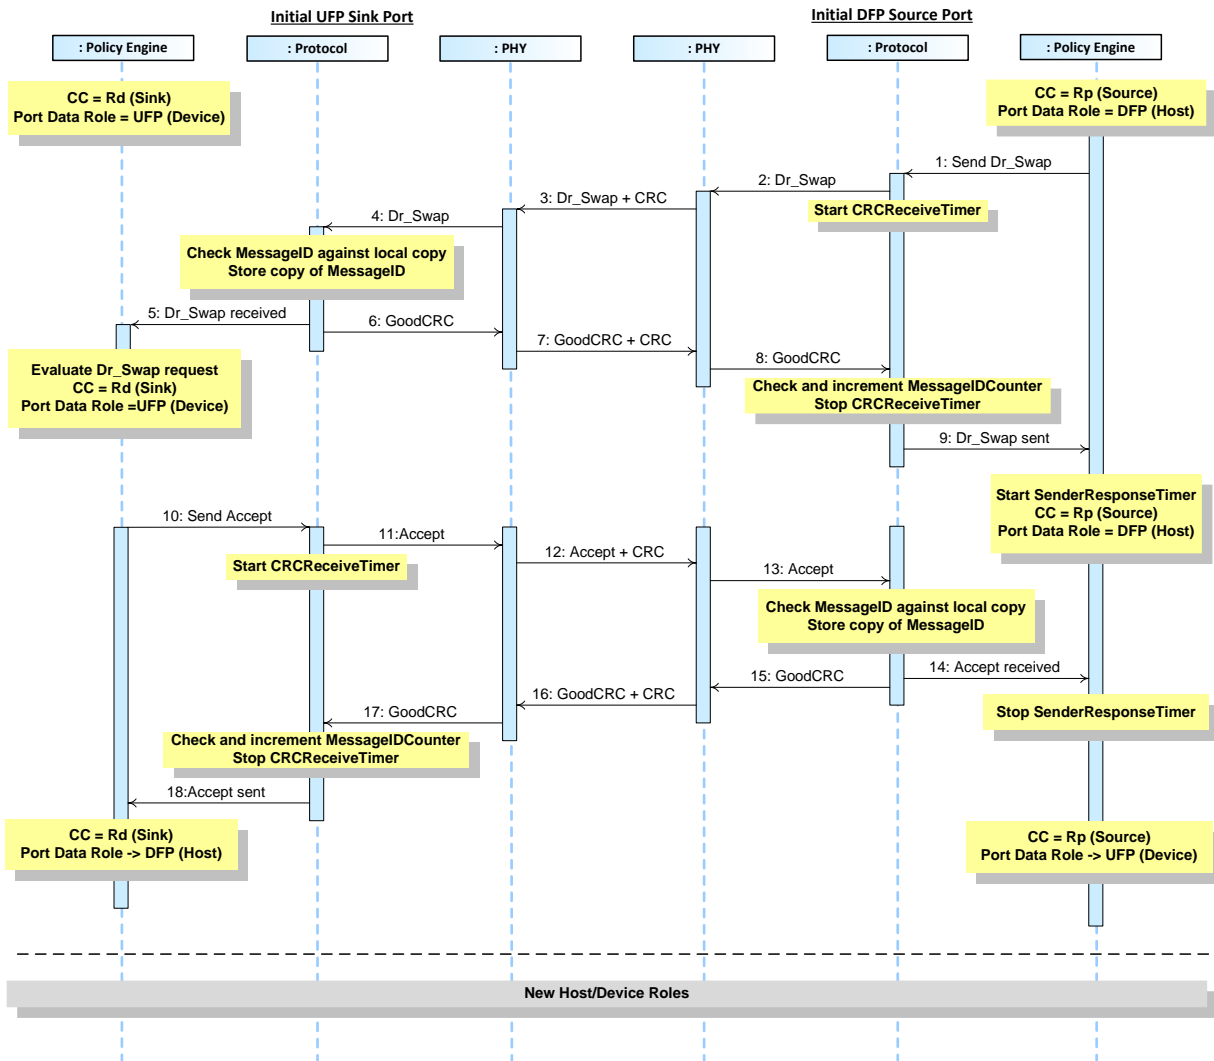 Initial UFP Sink Port
Initial DFP Source Port
: Policy Engine
: Protocol
: PHY
: PHY
: Protocol
: Policy Engine
CC = Rd (Sink)
Port Data Role = UFP (Device)
CC = Rp (Source)
Port Data Role = DFP (Host)
1: Send Dr_Swap
2: Dr_Swap
3: Dr_Swap + CRC
4: Dr_Swap
Start CRCReceiveTimer
Check MessageID against local copy
Store copy of MessageID
5: Dr_Swap received
6: GoodCRC
7: GoodCRC + CRC
8: GoodCRC
Evaluate Dr_Swap request
CC = Rd (Sink)
Port Data Role =UFP (Device)
Check and increment MessageIDCounter
Stop CRCReceiveTimer
9: Dr_Swap sent
Start SenderResponseTimer
CC = Rp (Source)
Port Data Role = DFP (Host)
10: Send Accept
11:Accept
12: Accept + CRC
Start CRCReceiveTimer
13: Accept
Check MessageID against local copy
Store copy of MessageID
14: Accept received
15: GoodCRC
16: GoodCRC + CRC
17: GoodCRC
Stop SenderResponseTimer
Check and increment MessageIDCounter
Stop CRCReceiveTimer
18:Accept sent
CC = Rd (Sink)
Port Data Role -> DFP (Host)
CC = Rp (Source)
Port Data Role -> UFP (Device)
New Host/Device Roles